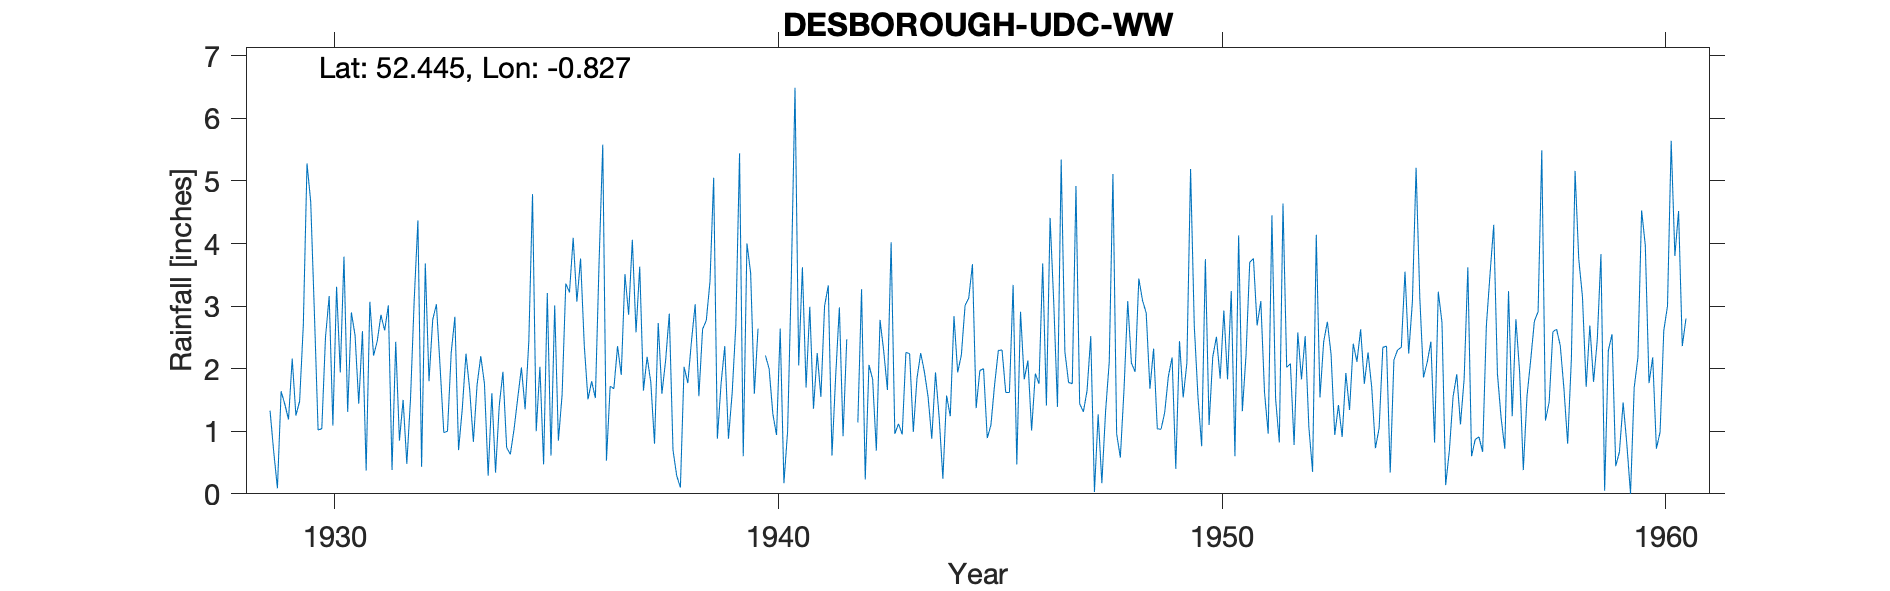 DESBOROUGH-UDC-WW
Lat: 52.445, Lon: -0.827
Rainfall [inches]
7
6
5
4
3
2
1
0
1930 1940 1950 1960
Year